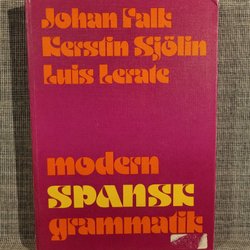 Johan Falk
Kerstin Sjölin
Luis Lerate
modern
SPANSK
grammatik